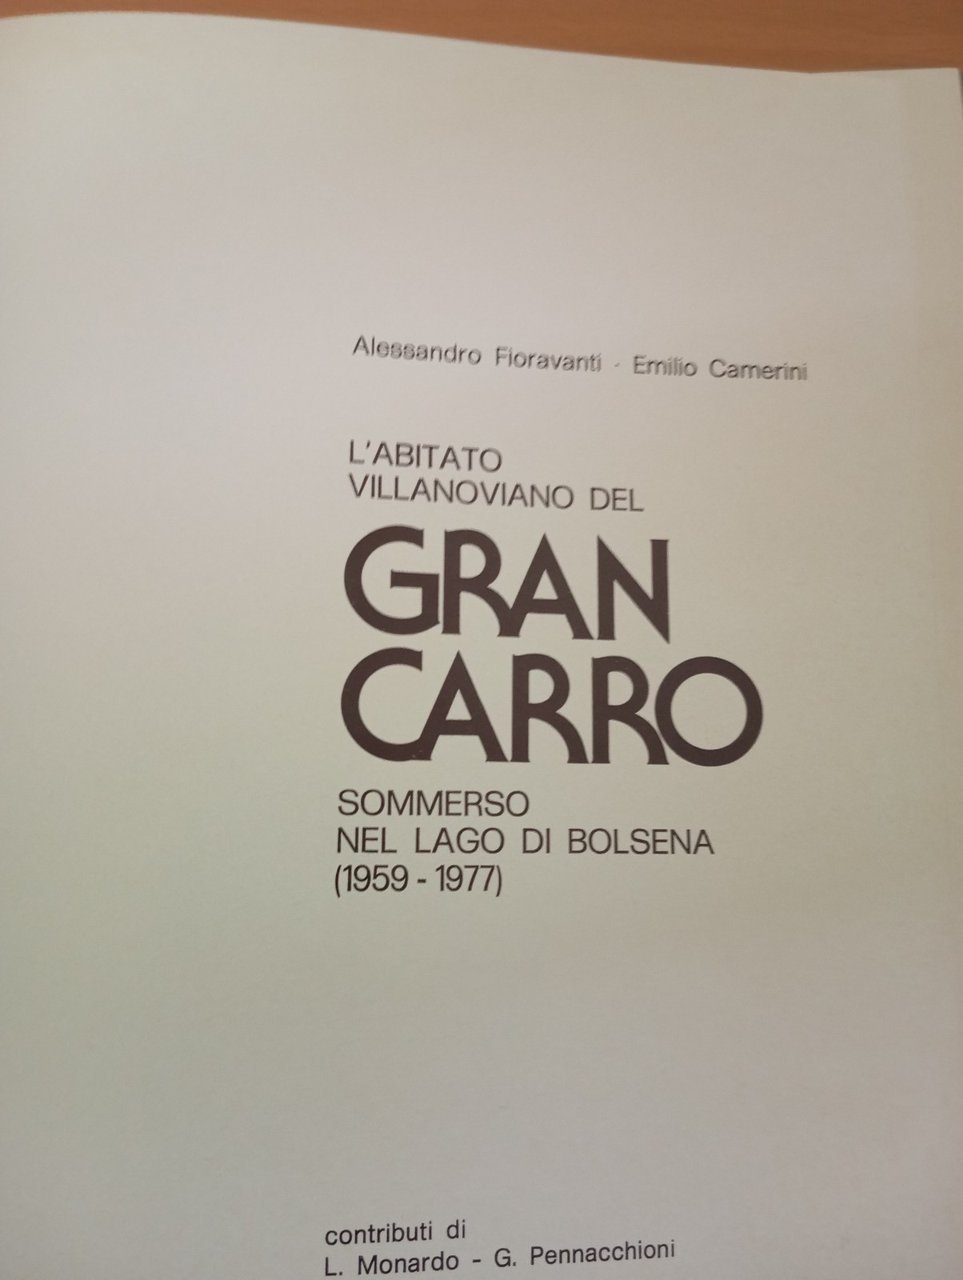 Alessandro Fioravanti - Emilio Camerini
L'ABITATO
VILLANOVIANO DEL
GRAN
CARRO
SOMMERSO
NEL LAGO DI BOLSENA
(1959 - 1977)
contributi di
L. Monardo - G. Pennacchioni